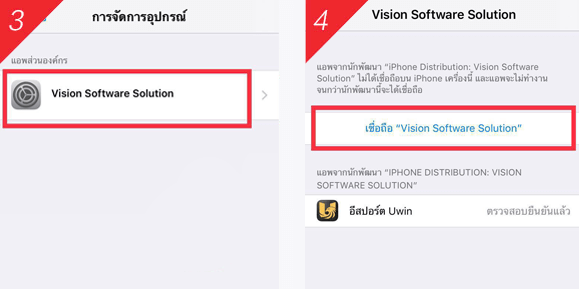 3
การจัดการอุปกรณ์
แอพส่วนองค์กร
Vision Software Solution
4
Vision Software Solution
แอพจากนักพัฒนา "iPhone Distribution: Vision Software
Solution" ไม่ได้เชื่อถือบน iPhone เครื่องนี้ และแอพจะไม่ทำงาน
จนกว่านักพัฒนานี้จะได้เชื่อถือ
เชื่อถือ "Vision Software Solution"
แอพจากนักพัฒนา "IPHONE DISTRIBUTION: VISION
SOFTWARE SOLUTION"
อีสปอร์ต Uwin
ตรวจสอบยืนยันแล้ว